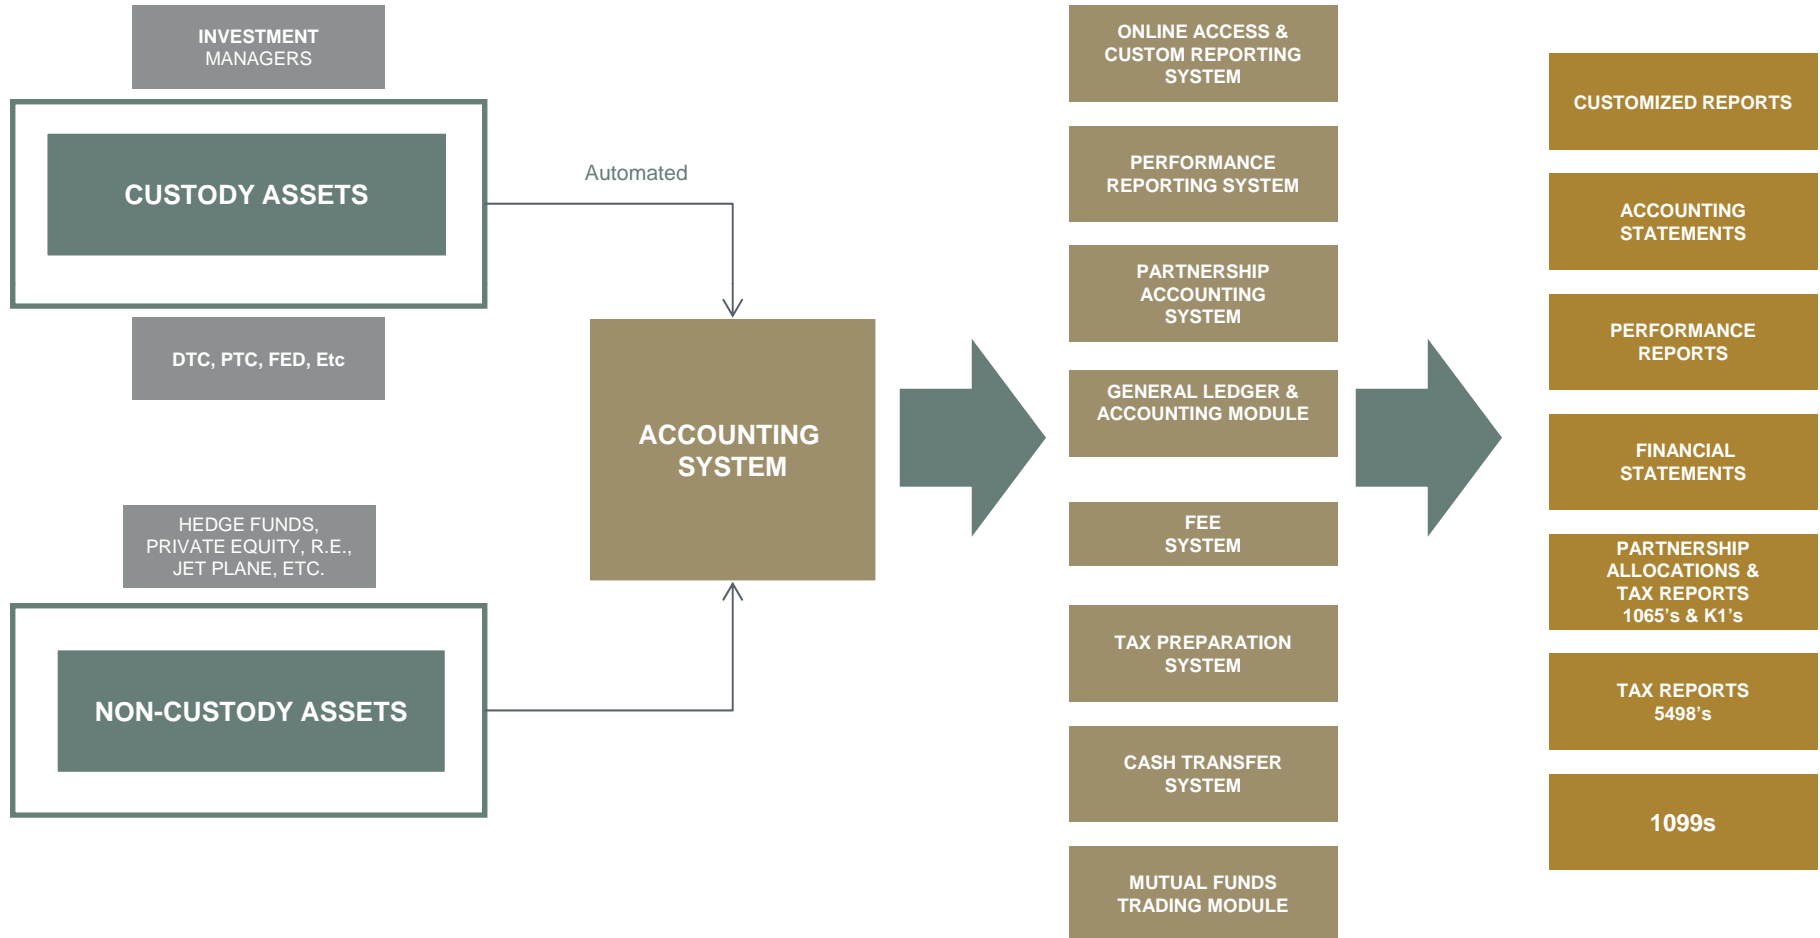 INVESTMENT
MANAGERS
CUSTODY ASSETS
DTC, PTC, FED, Etc
Automated
HEDGE FUNDS,
PRIVATE EQUITY, R.E.,
JET PLANE, ETC.
NON-CUSTODY ASSETS
ACCOUNTING
SYSTEM
ONLINE ACCESS &
CUSTOM REPORTING
SYSTEM
PERFORMANCE
REPORTING SYSTEM
PARTNERSHIP
ACCOUNTING
SYSTEM
GENERAL LEDGER &
ACCOUNTING MODULE
FEE
SYSTEM
TAX PREPARATION
SYSTEM
CASH TRANSFER
SYSTEM
MUTUAL FUNDS
TRADING MODULE
CUSTOMIZED REPORTS
ACCOUNTING
STATEMENTS
PERFORMANCE
REPORTS
FINANCIAL
STATEMENTS
PARTNERSHIP
ALLOCATIONS &
TAX REPORTS
1065’s & K1’s
TAX REPORTS
5498’s
1099s